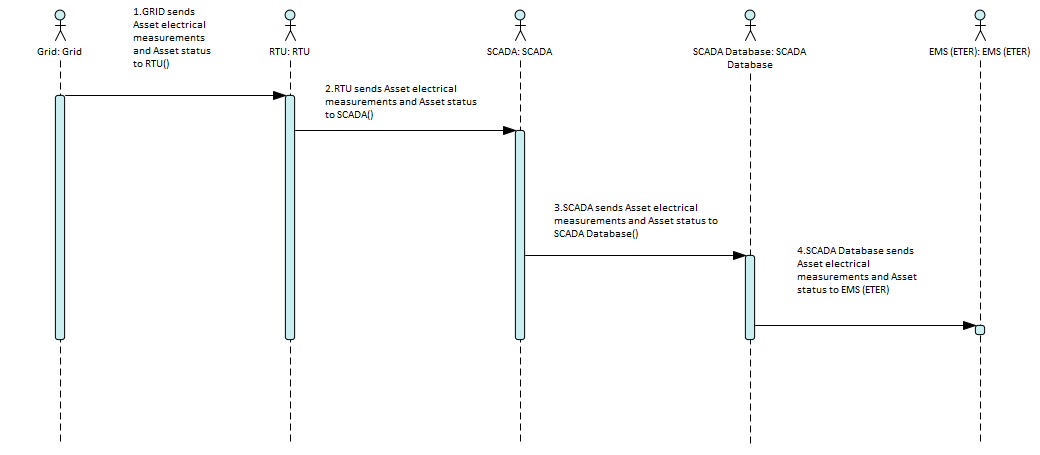 1.GRID sends
Asset electrical
measurements
and Asset status
to RTU()
Grid: Grid
RTU: RTU
SCADA: SCADA
SCADA Database: SCADA
Database
EMS (ETER): EMS (ETER)
2.RTU sends Asset electrical
measurements and Asset status
to SCADA()
3.SCADA sends Asset electrical
measurements and Asset status to
SCADA Database()
4.SCADA Database sends
Asset electrical
measurements and Asset
status to EMS (ETER)